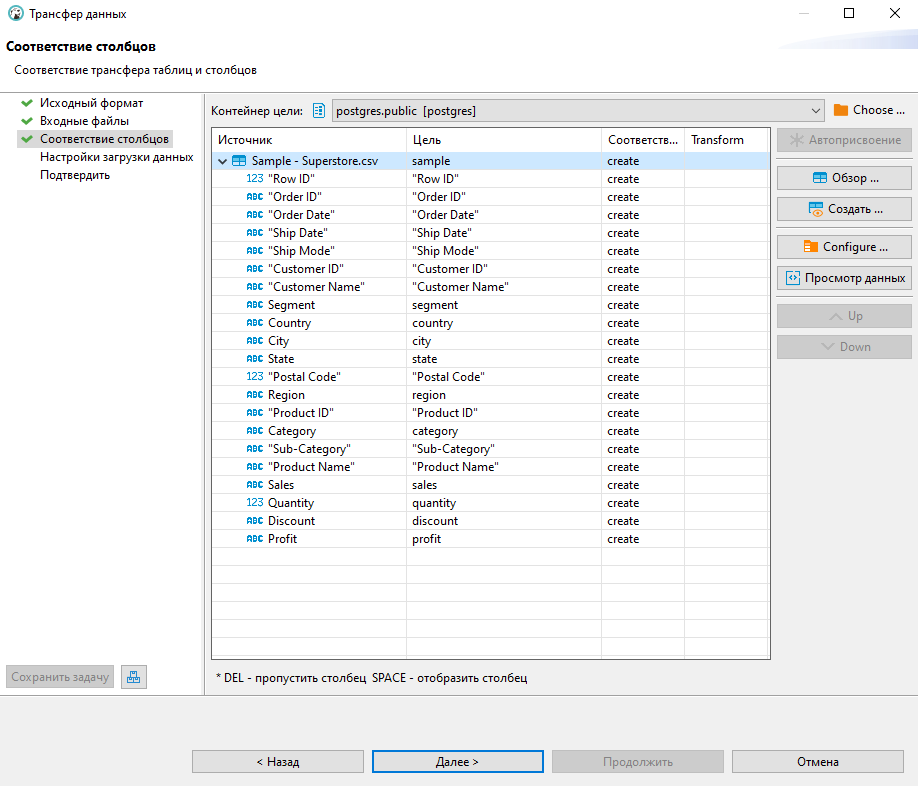 Трансфер данных
Соответствие столбцов
Соответствие трансфера таблиц и столбцов
Исходный формат
Входные файлы
Соответствие столбцов
Настройки загрузки данных
Подтвердить
Контейнер цели: postgres.public [postgres] Choose ...
Источник Цель Соответств... Transform
Sample - Superstore.csv sample create
123 "Row ID" "Row ID" create
ABC "Order ID" "Order ID" create
ABC "Order Date" "Order Date" create
ABC "Ship Date" "Ship Date" create
ABC "Ship Mode" "Ship Mode" create
ABC "Customer ID" "Customer ID" create
ABC "Customer Name" "Customer Name" create
ABC Segment segment create
ABC Country country create
ABC City city create
ABC State state create
123 "Postal Code" "Postal Code" create
ABC Region region create
ABC "Product ID" "Product ID" create
ABC Category category create
ABC "Sub-Category" "Sub-Category" create
ABC "Product Name" "Product Name" create
ABC Sales sales create
123 Quantity quantity create
ABC Discount discount create
ABC Profit profit create
Автоприсвоение
Обзор ...
Создать ...
Configure ...
Просмотр данных
Up
Down
* DEL - пропустить столбец SPACE - отобразить столбец
Сохранить задачу
< Назад Далее > Продолжить Отмена